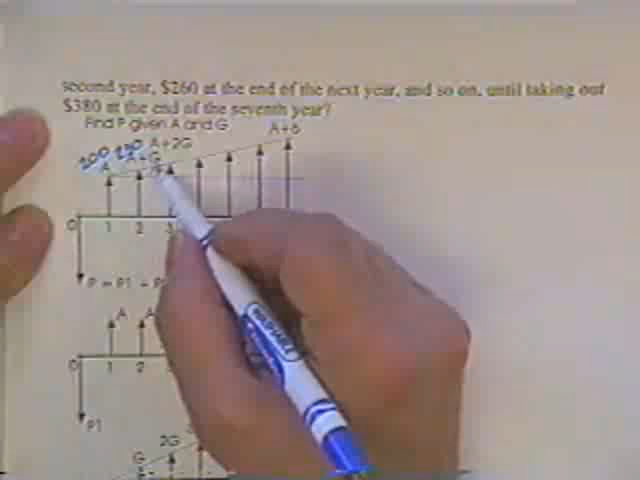 second year, $260 at the end of the next year, and so on, until taking out
$380 at the end of the seventh year?
Find P given A and G
A+6
200 230 A+2G
A A+G
0 1 2 3
P = P1 + P
A A
0 1 2
P1
2G
G